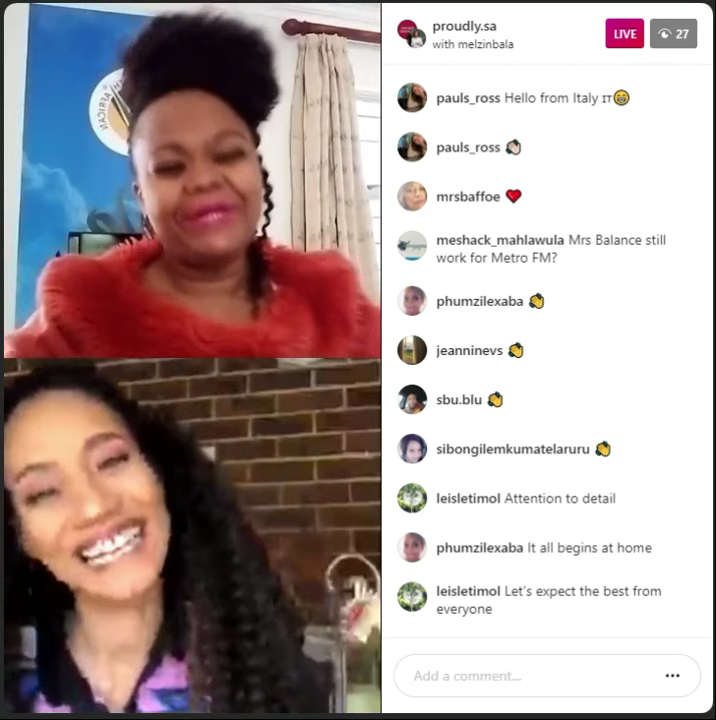 AFRICAN
proudly.sa
with melzinbala
LIVE
27
pauls_ross Hello from Italy IT
pauls_ross
mrsbaffoe
meshack_mahlawula Mrs Balance still
work for Metro FM?
phumzilexaba
jeanninevs
sbu.blu
sibongilemkumatelaruru
leisletimol Attention to detail
phumzilexaba It all begins at home
leisletimol Let's expect the best from
everyone
Add a comment...